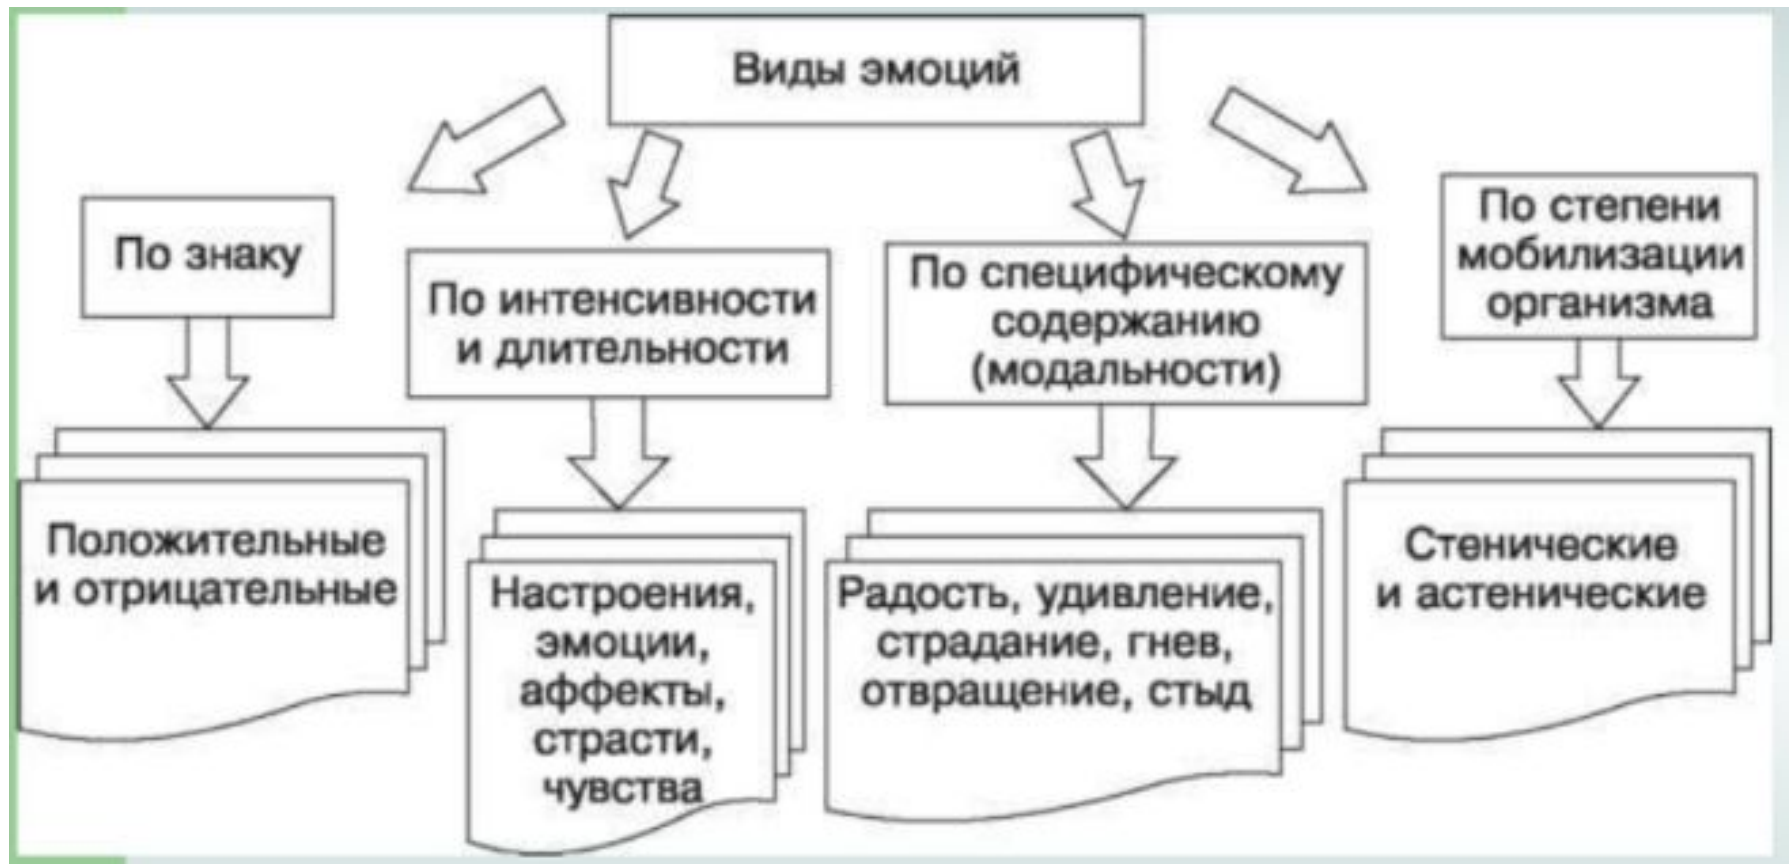 Виды эмоций
По знаку
По интенсивности
и длительности
По специфическому
содержанию
(модальности)
По степени
мобилизации
организма
Положительные
и отрицательные
Настроения,
эмоции,
аффекты,
страсти,
чувства
Радость, удивление,
страдание, гнев,
отвращение, стыд
Стенические
и астенические